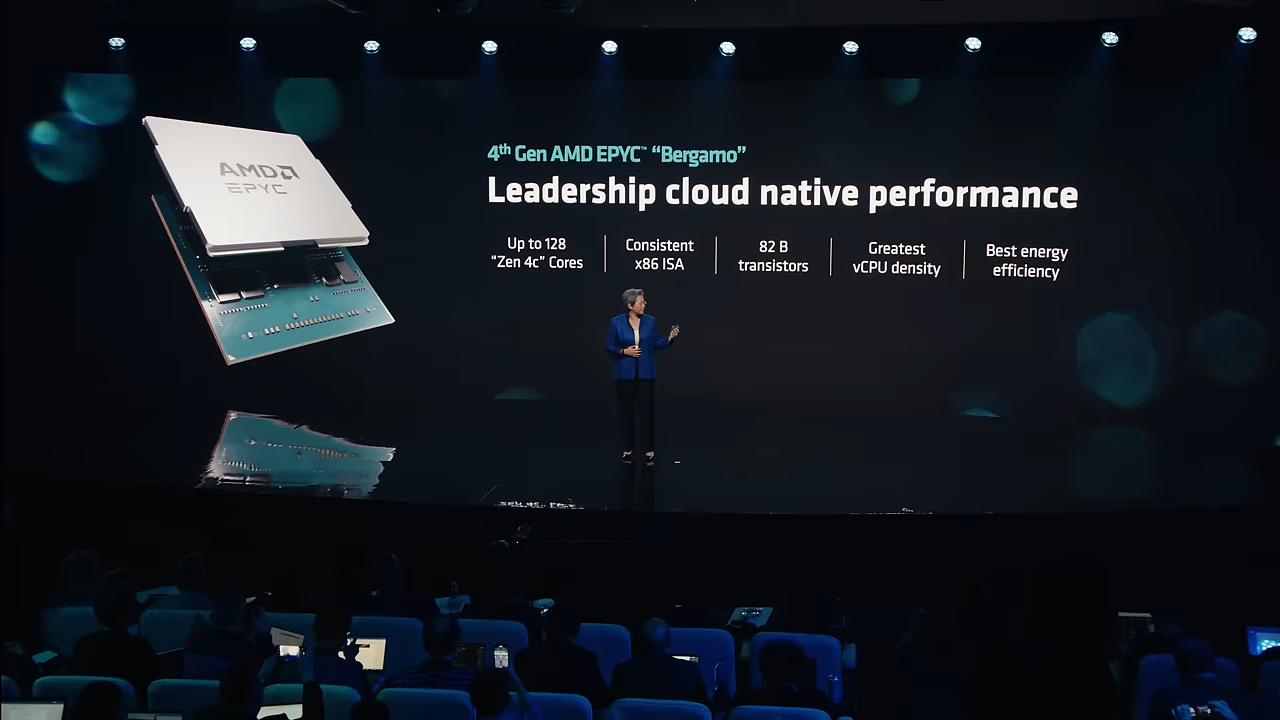 AMD
EPYC
4th Gen AMD EPYC™ “Bergamo”
Leadership cloud native performance
Up to 128
“Zen 4c” Cores
Consistent
x86 ISA
82 B
transistors
Greatest
vCPU density
Best energy
efficiency